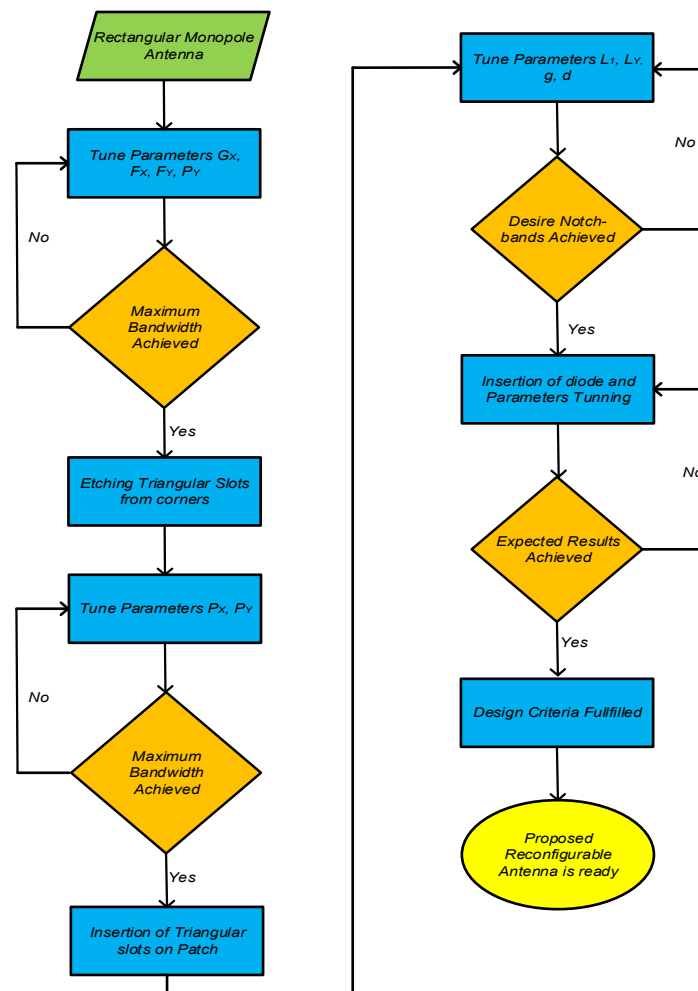 Rectangular Monopole
Antenna
Tune Parameters Gx,
Fx, FY, PY
No
Maximum
Bandwidth
Achieved
Yes
Etching Triangular Slots
from corners
Tune Parameters Px, PY
No
Maximum
Bandwidth
Achieved
Yes
Insertion of Triangular
slots on Patch
Tune Parameters L1, LY,
g, d
No
Desire Notch-
bands Achieved
Yes
Insertion of diode and
Parameters Tunning
No
Expected Results
Achieved
Yes
Design Criteria Fullfilled
Proposed
Reconfigurable
Antenna is ready